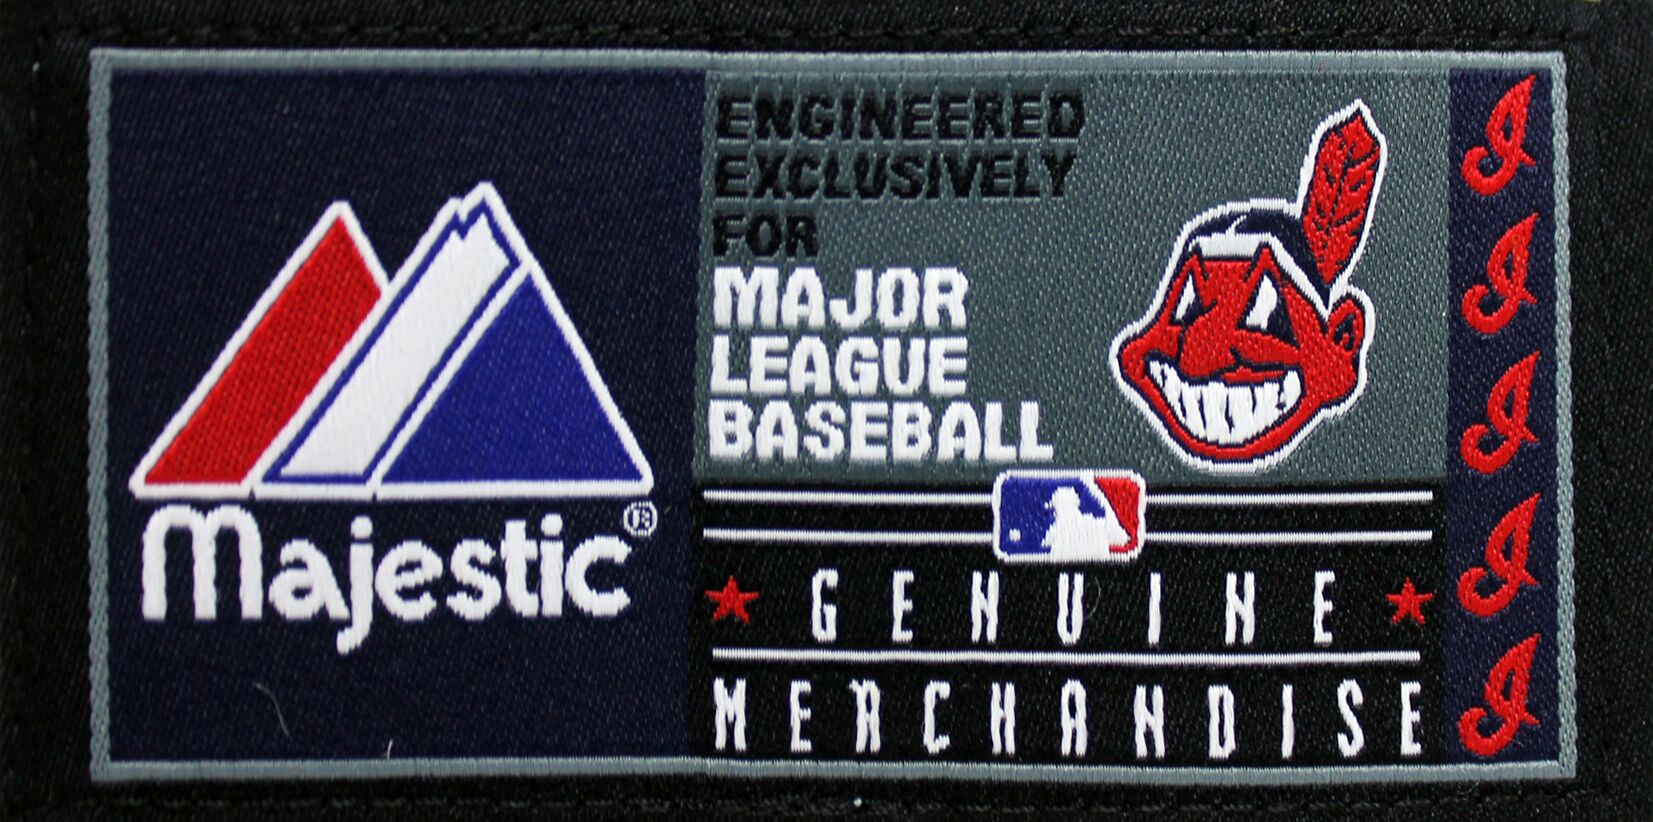 Majestic®
ENGINEERED
EXCLUSIVELY
FOR
MAJOR
LEAGUE
BASEBALL
GENUINE
MERCHANDISE
I
I
I
I
I